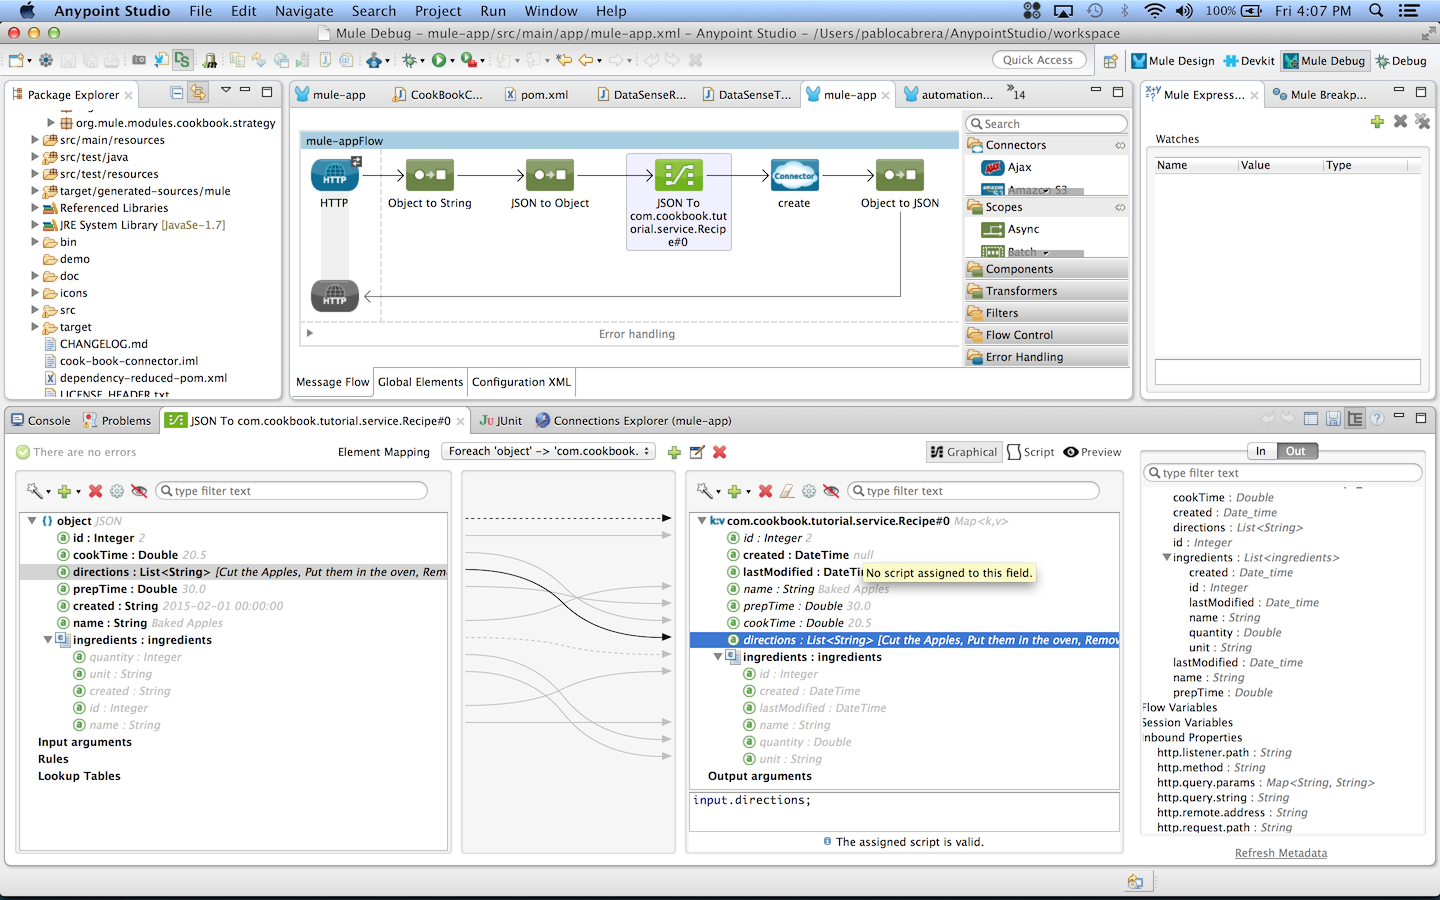 Anypoint Studio File Edit Navigate Search Project Run Window Help 100% Fri 4:07 PM
Mule Debug – mule-app/src/main/app/mule-app.xml – Anypoint Studio – /Users/pablocabrera/AnypointStudio/workspace
Quick Access Mule Design Devkit Mule Debug Debug
Package Explorer
org.mule.modules.cookbook.strategy
src/main/resources
src/test/java
src/test/resources
target/generated-sources/mule
Referenced Libraries
JRE System Library [JavaSe-1.7]
bin
demo
doc
icons
src
target
CHANGELOG.md
cook-book-connector.iml
dependency-reduced-pom.xml
LICENSE_HEADER.txt
mule-app CookBookC... pom.xml DataSenseR... DataSenseT... mule-app automation... »14
mule-appFlow
HTTP
HTTP
Object to String
JSON to Object
JSON To
com.cookbook.tut
orial.service.Recip
e#0
Connector
create
Object to JSON
HTTP
Error handling
Message Flow Global Elements Configuration XML
Search
Connectors
Ajax
Amazon S3
Scopes
Async
Batch
Components
Transformers
Filters
Flow Control
Error Handling
Mule Express... Mule Breakp...
Watches
Name Value Type
Console Problems JSON To com.cookbook.tutorial.service.Recipe#0 JUnit Connections Explorer (mule-app)
There are no errors
Element Mapping Foreach 'object' -> 'com.cookbook.
Graphical Script Preview
type filter text
object JSON
id : Integer 2
cookTime : Double 20.5
directions : List<String> [Cut the Apples, Put them in the oven, Rem
prepTime : Double 30.0
created : String 2015-02-01 00:00:00
name : String Baked Apples
ingredients : ingredients
quantity : Integer
unit : String
created : String
id : Integer
name : String
Input arguments
Rules
Lookup Tables
type filter text
k:v com.cookbook.tutorial.service.Recipe#0 Map<k,v>
id : Integer 2
created : DateTime null
lastModified : DateTi
No script assigned to this field.
name : String Baked Apples
prepTime : Double 30.0
cookTime : Double 20.5
directions : List<String> [Cut the Apples, Put them in the oven, Remov
ingredients : ingredients
id : Integer
created : DateTime
lastModified : DateTime
name : String
quantity : Double
unit : String
Output arguments
input.directions;
The assigned script is valid.
In Out
type filter text
cookTime : Double
created : Date_time
directions : List<String>
id : Integer
ingredients : List<ingredients>
created : Date_time
id : Integer
lastModified : Date_time
name : String
quantity : Double
unit : String
lastModified : Date_time
name : String
prepTime : Double
Flow Variables
Session Variables
Inbound Properties
http.listener.path : String
http.method : String
http.query.params : Map<String, String>
http.query.string : String
http.remote.address : String
http.request.path : String
Refresh Metadata